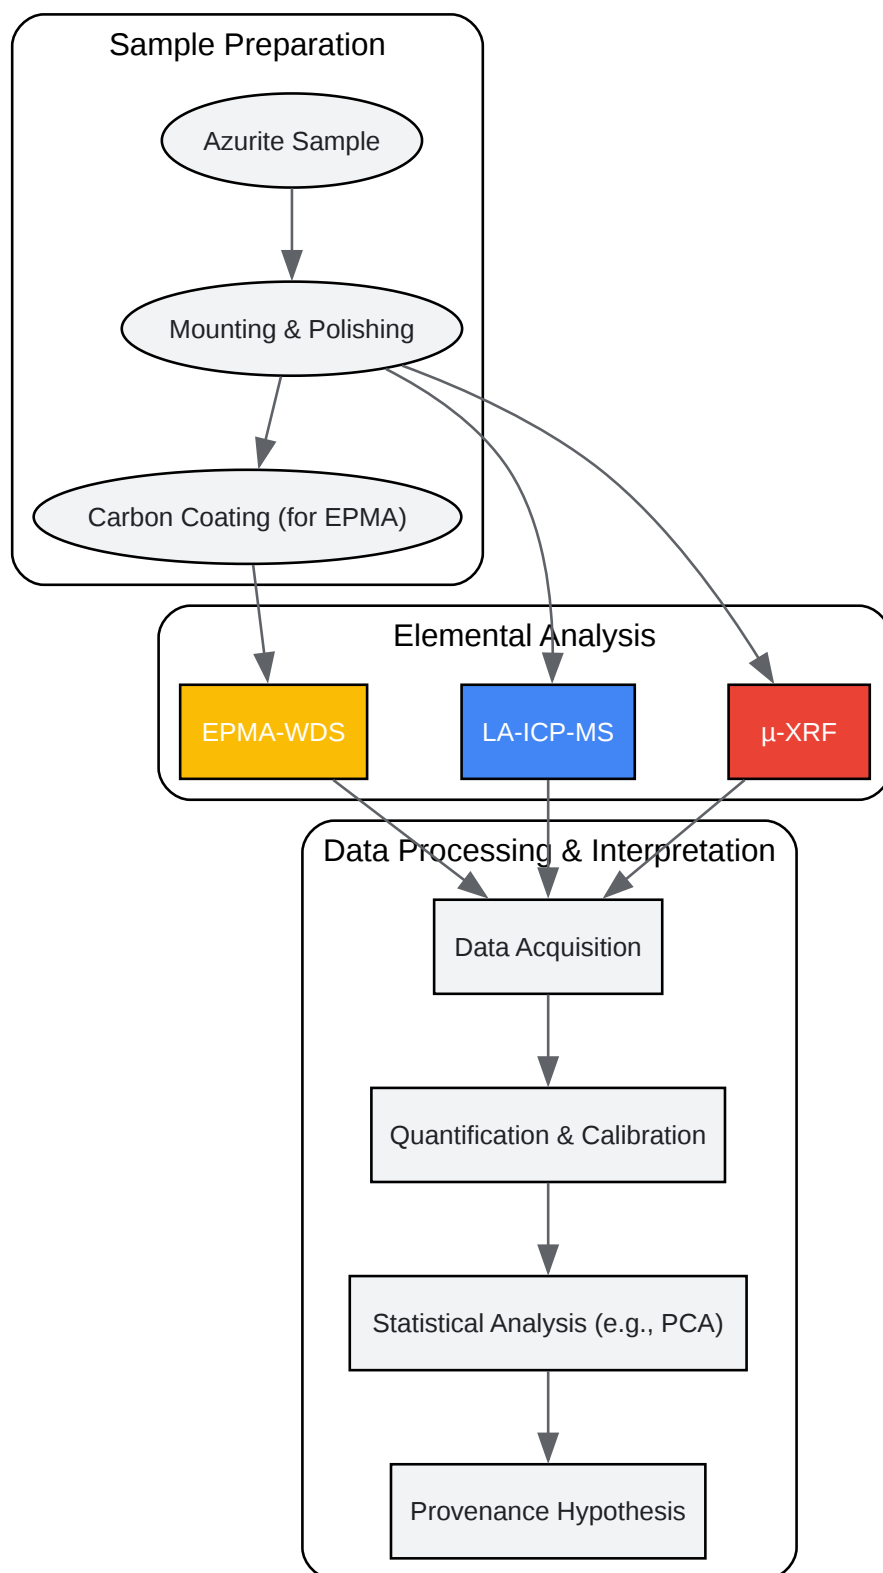 Sample Preparation
Azurite Sample
Mounting & Polishing
Carbon Coating (for EPMA)
Elemental Analysis
EPMA-WDS
LA-ICP-MS
µ-XRF
Data Processing & Interpretation
Data Acquisition
Quantification & Calibration
Statistical Analysis (e.g., PCA)
Provenance Hypothesis